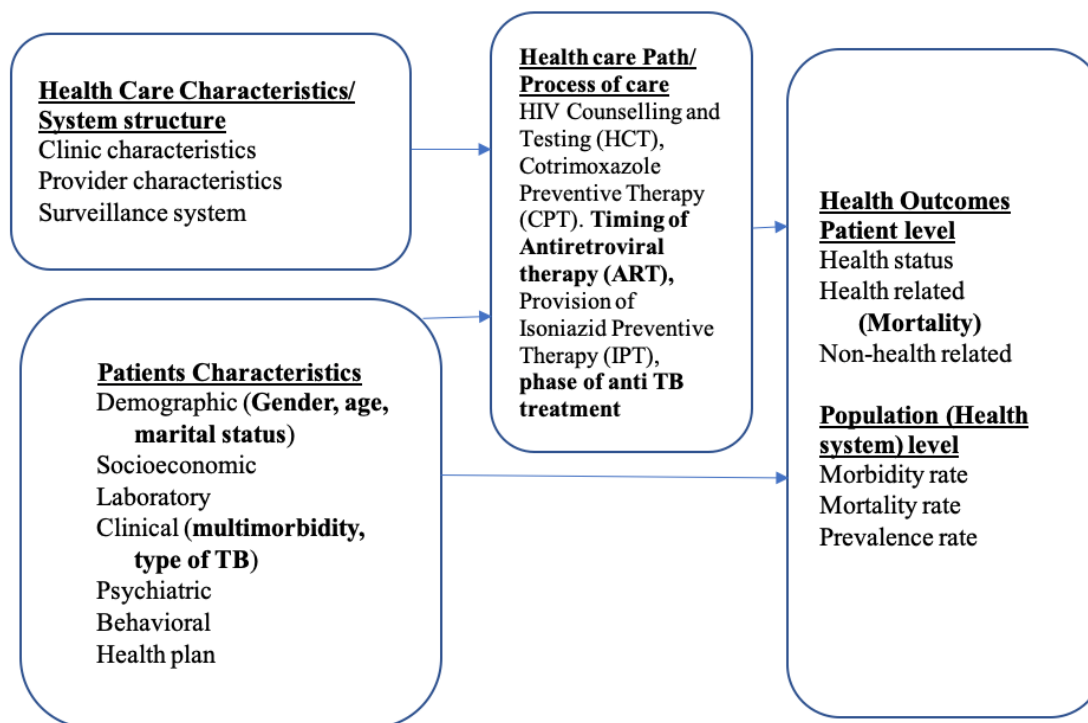 Health Care Characteristics/
System structure
Clinic characteristics
Provider characteristics
Surveillance system
Patients Characteristics
Demographic (Gender, age,
marital status)
Socioeconomic
Laboratory
Clinical (multimorbidity,
type of TB)
Psychiatric
Behavioral
Health plan
Health care Path/
Process of care
HIV Counselling and
Testing (HCT),
Cotrimoxazole
Preventive Therapy
(CPT). Timing of
Antiretroviral
therapy (ART),
Provision of
Isoniazid Preventive
Therapy (IPT),
phase of anti TB
treatment
Health Outcomes
Patient level
Health status
Health related
(Mortality)
Non-health related
Population (Health
system) level
Morbidity rate
Mortality rate
Prevalence rate